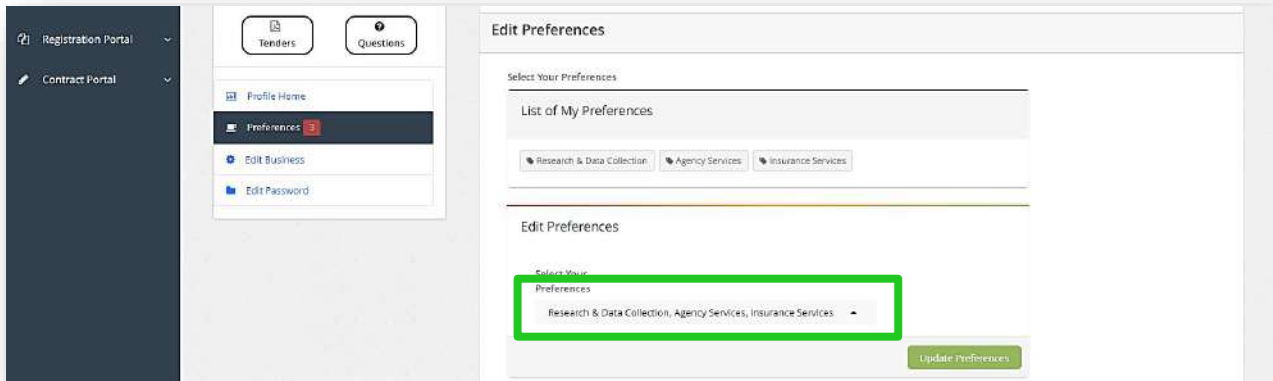 Registration Portal
Contract Portal
Tenders
Questions
Profile Home
Preferences 3
Edit Business
Edit Password
Edit Preferences
Select Your Preferences
List of My Preferences
Research & Data Collection Agency Services Insurance Services
Edit Preferences
Select Your
Preferences
Research & Data Collection, Agency Services, Insurance Services
Update Preferences